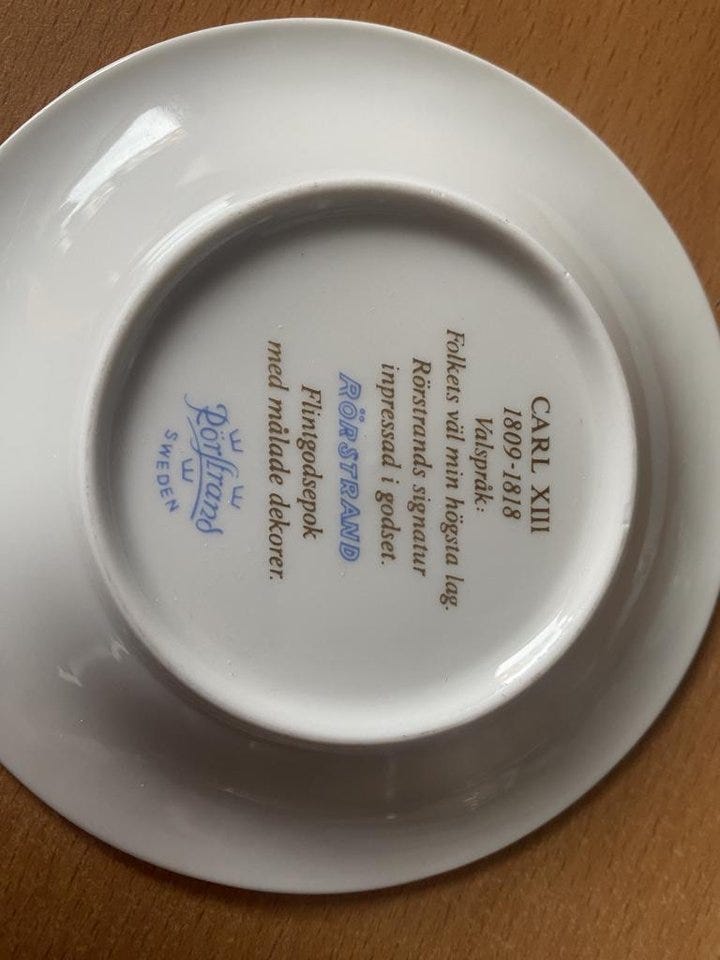 CARL XIII
1809-1818
Valspråk:
Folkets väl min högsta lag.
Rörstrands signatur
inpressad i godset.
RÖRSTRAND
Flintgodsepok
med målade dekorer.
Rörstrand
SWEDEN